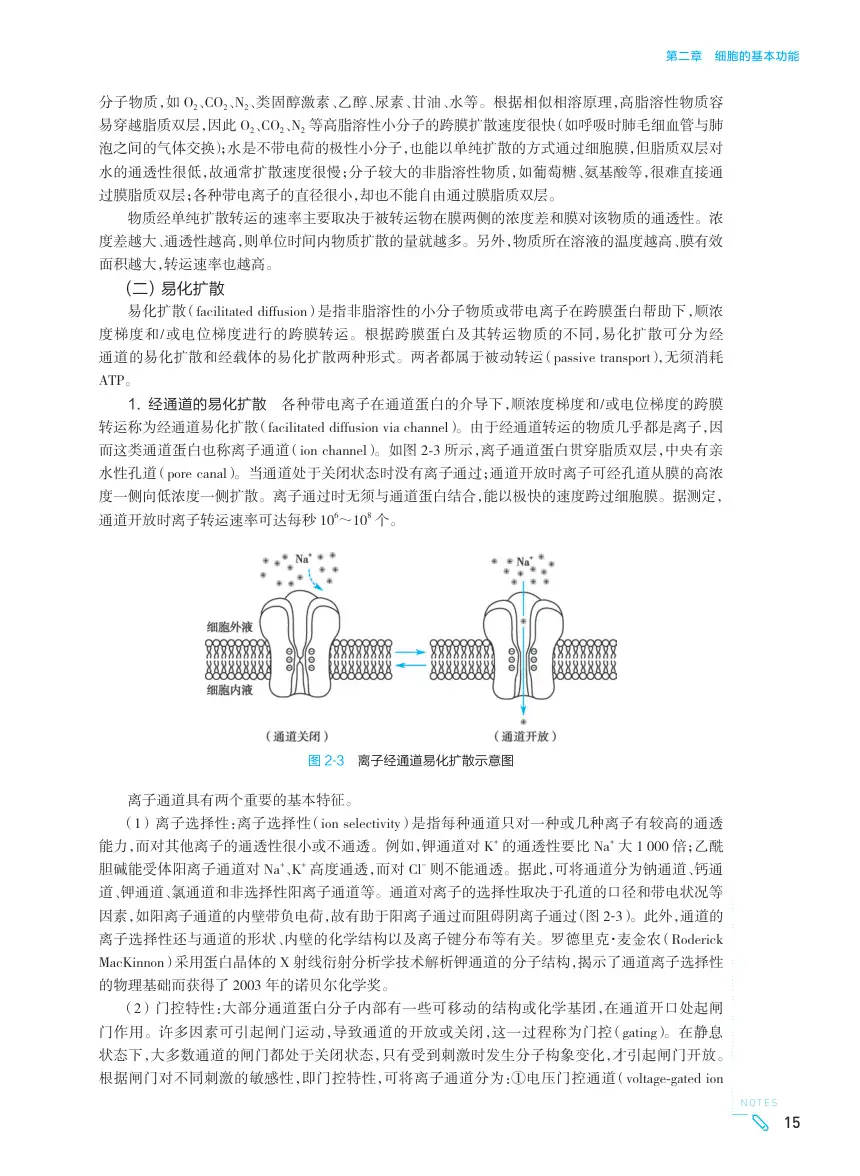 第二章　细胞的基本功能
分子物质，如 O₂、CO₂、N₂、类固醇激素、乙醇、尿素、甘油、水等。根据相似相溶原理，高脂溶性物质容
易穿越脂质双层，因此 O₂、CO₂、N₂ 等高脂溶性小分子的跨膜扩散速度很快（如呼吸时肺毛细血管与肺
泡之间的气体交换）；水是不带电荷的极性小分子，也能以单纯扩散的方式通过细胞膜，但脂质双层对
水的通透性很低，故通常扩散速度很慢；分子较大的非脂溶性物质，如葡萄糖、氨基酸等，很难直接通
过膜脂质双层；各种带电离子的直径很小，却也不能自由通过膜脂质双层。
物质经单纯扩散转运的速率主要取决于被转运物在膜两侧的浓度差和膜对该物质的通透性。浓
度差越大、通透性越高，则单位时间内物质扩散的量就越多。另外，物质所在溶液的温度越高、膜有效
面积越大，转运速率也越高。
（二）易化扩散
易化扩散（facilitated diffusion）是指非脂溶性的小分子物质或带电离子在跨膜蛋白帮助下，顺浓
度梯度和/或电位梯度进行的跨膜转运。根据跨膜蛋白及其转运物质的不同，易化扩散可分为经
通道的易化扩散和经载体的易化扩散两种形式。两者都属于被动转运（passive transport），无须消耗
ATP。
1. 经通道的易化扩散　各种带电离子在通道蛋白的介导下，顺浓度梯度和/或电位梯度的跨膜
转运称为经通道易化扩散（facilitated diffusion via channel）。由于经通道转运的物质几乎都是离子，因
而这类通道蛋白也称离子通道（ion channel）。如图 2-3 所示，离子通道蛋白贯穿脂质双层，中央有亲
水性孔道（pore canal）。当通道处于关闭状态时没有离子通过；通道开放时离子可经孔道从膜的高浓
度一侧向低浓度一侧扩散。离子通过时无须与通道蛋白结合，能以极快的速度跨过细胞膜。据测定，
通道开放时离子转运速率可达每秒 10⁶～10⁸ 个。
Na⁺
Na⁺
细胞外液
细胞内液
（通道关闭）
（通道开放）
图 2-3　离子经通道易化扩散示意图
离子通道具有两个重要的基本特征。
（1）离子选择性：离子选择性（ion selectivity）是指每种通道只对一种或几种离子有较高的通透
能力，而对其他离子的通透性很小或不通透。例如，钾通道对 K⁺ 的通透性要比 Na⁺ 大 1 000 倍；乙酰
胆碱能受体阳离子通道对 Na⁺、K⁺ 高度通透，而对 Cl⁻ 则不能通透。据此，可将通道分为钠通道、钙通
道、钾通道、氯通道和非选择性阳离子通道等。通道对离子的选择性取决于孔道的口径和带电状况等
因素，如阳离子通道的内壁带负电荷，故有助于阳离子通过而阻碍阴离子通过（图 2-3）。此外，通道的
离子选择性还与通道的形状、内壁的化学结构以及离子键分布等有关。罗德里克·麦金农（Roderick
MacKinnon）采用蛋白晶体的 X 射线衍射分析学技术解析钾通道的分子结构，揭示了通道离子选择性
的物理基础而获得了 2003 年的诺贝尔化学奖。
（2）门控特性：大部分通道蛋白分子内部有一些可移动的结构或化学基团，在通道开口处起闸
门作用。许多因素可引起闸门运动，导致通道的开放或关闭，这一过程称为门控（gating）。在静息
状态下，大多数通道的闸门都处于关闭状态，只有受到刺激时发生分子构象变化，才引起闸门开放。
根据闸门对不同刺激的敏感性，即门控特性，可将离子通道分为：①电压门控通道（voltage-gated ion
NOTES
15